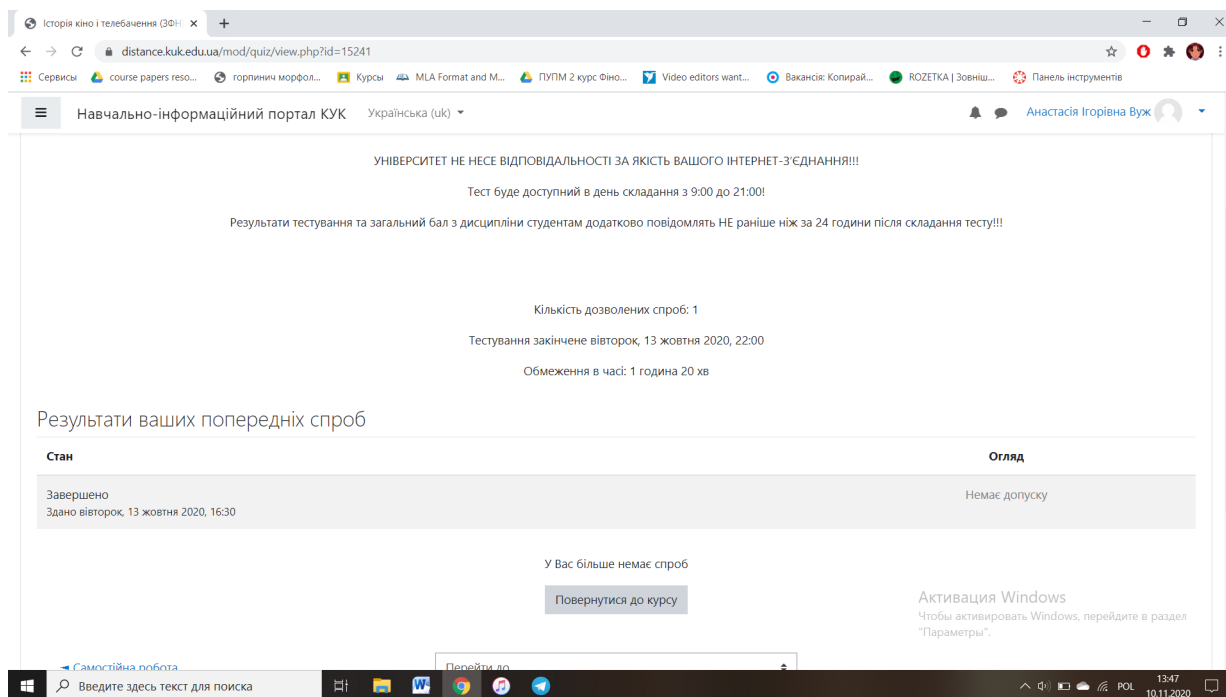 Історія кіно і телебачення (ЗФН
distance.kuk.edu.ua/mod/quiz/view.php?id=15241
Сервисы course papers reso... горпинич морфол... Курсы MLA Format and M... ПУПМ 2 курс Фіно... Video editors want... Вакансія: Копирай... ROZETKA | Зовніш... Панель інструментів
Навчально-інформаційний портал КУК Українська (uk) Анастасія Ігорівна Вуж
УНІВЕРСИТЕТ НЕ НЕСЕ ВІДПОВІДАЛЬНОСТІ ЗА ЯКІСТЬ ВАШОГО ІНТЕРНЕТ-З'ЄДНАННЯ!!!
Тест буде доступний в день складання з 9:00 до 21:00!
Результати тестування та загальний бал з дисципліни студентам додатково повідомлять НЕ раніше ніж за 24 години після складання тесту!!!
Кількість дозволених спроб: 1
Тестування закінчене вівторок, 13 жовтня 2020, 22:00
Обмеження в часі: 1 година 20 хв
Результати ваших попередніх спроб
Стан Огляд
Завершено Немає допуску
Здано вівторок, 13 жовтня 2020, 16:30
У Вас більше немає спроб
Повернутися до курсу
Активация Windows
Чтобы активировать Windows, перейдите в раздел
"Параметры".
◄ Самостійна робота Перейти до...
Введите здесь текст для поиска POL 13:47
10.11.2020